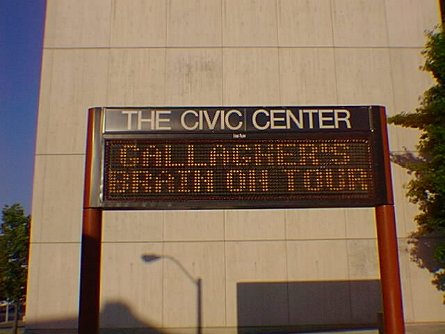 THE CIVIC CENTER
GALLAGHER'S
BRAIN ON TOUR